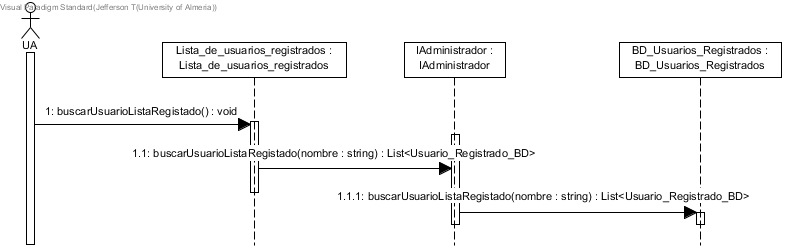 Visual Paradigm Standard(Jefferson T(University of Almeria))
UA
Lista_de_usuarios_registrados :
Lista_de_usuarios_registrados
IAdministrador :
IAdministrador
BD_Usuarios_Registrados :
BD_Usuarios_Registrados
1: buscarUsuarioListaRegistado() : void
1.1: buscarUsuarioListaRegistado(nombre : string) : List<Usuario_Registrado_BD>
1.1.1: buscarUsuarioListaRegistado(nombre : string) : List<Usuario_Registrado_BD>